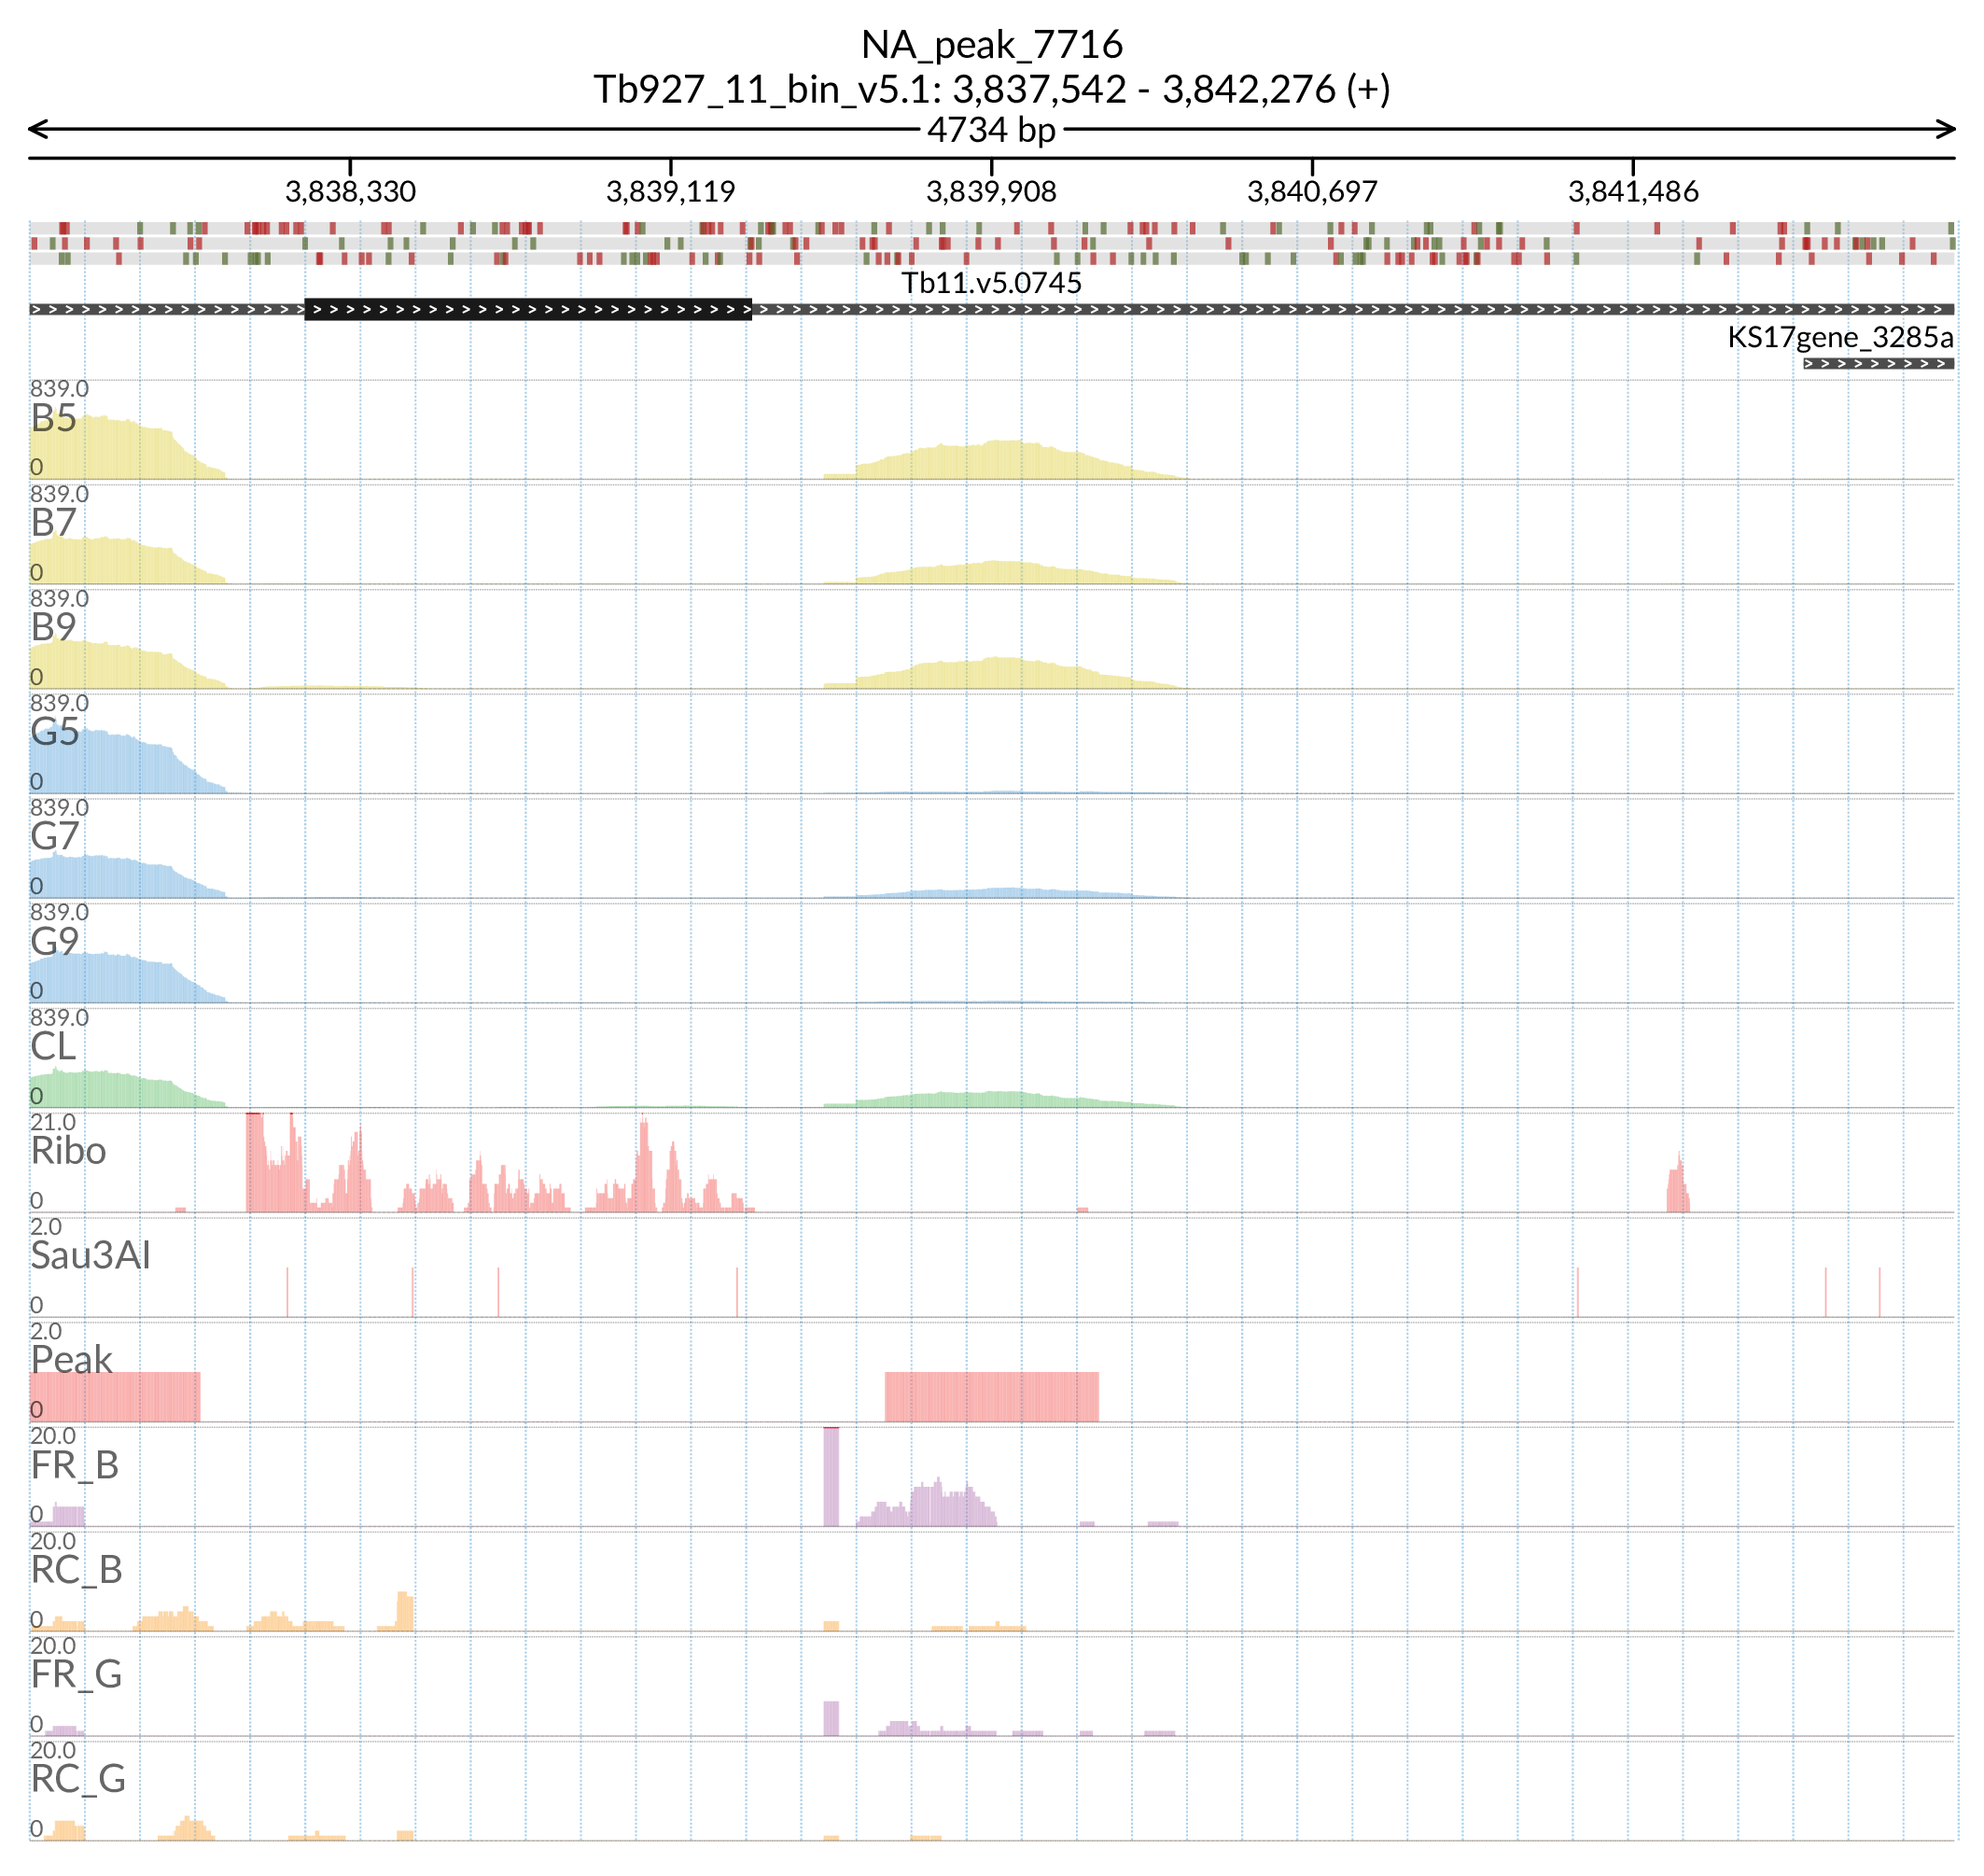 NA_peak_7716
Tb927_11_bin_v5.1: 3,837,542 - 3,842,276 (+)
4734 bp
3,838,330 3,839,119 3,839,908 3,840,697 3,841,486
Tb11.v5.0745
KS17gene_3285a
839.0
B5
0
839.0
B7
0
839.0
B9
0
839.0
G5
0
839.0
G7
0
839.0
G9
0
839.0
CL
0
21.0
Ribo
0
2.0
Sau3AI
0
2.0
Peak
0
20.0
FR_B
0
20.0
RC_B
0
20.0
FR_G
0
20.0
RC_G
0